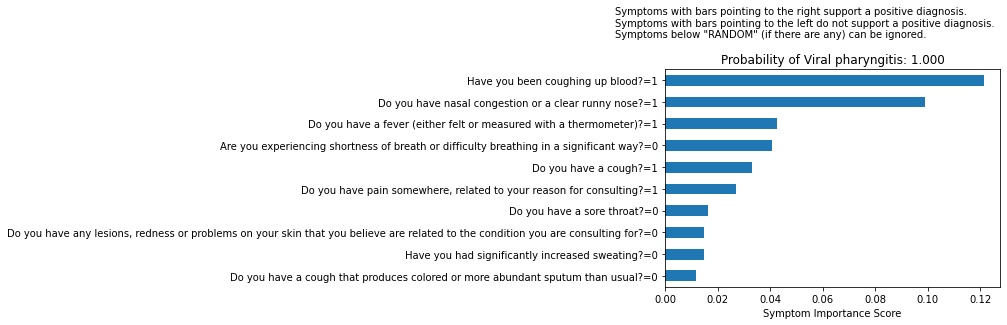 Symptoms with bars pointing to the right support a positive diagnosis.
Symptoms with bars pointing to the left do not support a positive diagnosis.
Symptoms below "RANDOM" (if there are any) can be ignored.
Probability of Viral pharyngitis: 1.000
Have you been coughing up blood?=1
Do you have nasal congestion or a clear runny nose?=1
Do you have a fever (either felt or measured with a thermometer)?=1
Are you experiencing shortness of breath or difficulty breathing in a significant way?=0
Do you have a cough?=1
Do you have pain somewhere, related to your reason for consulting?=1
Do you have a sore throat?=0
Do you have any lesions, redness or problems on your skin that you believe are related to the condition you are consulting for?=0
Have you had significantly increased sweating?=0
Do you have a cough that produces colored or more abundant sputum than usual?=0
0.00 0.02 0.04 0.06 0.08 0.10 0.12
Symptom Importance Score